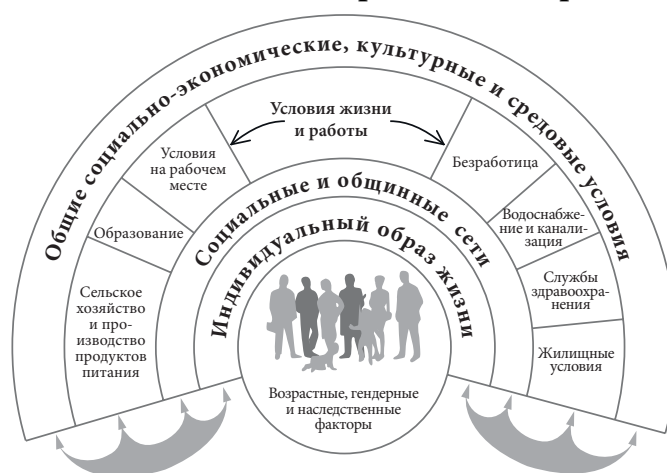 Общие социально-экономические, культурные и средовые условия
Условия жизни
и работы
Условия
на рабочем
месте
Безработица
Социальные и общинные сети
Образование
Водоснабже-
ние и канали-
зация
Индивидуальный образ жизни
Сельское
хозяйство
и про-
изводство
продуктов
питания
Службы
здравоохра-
нения
Жилищные
условия
Возрастные, гендерные
и наследственные
факторы